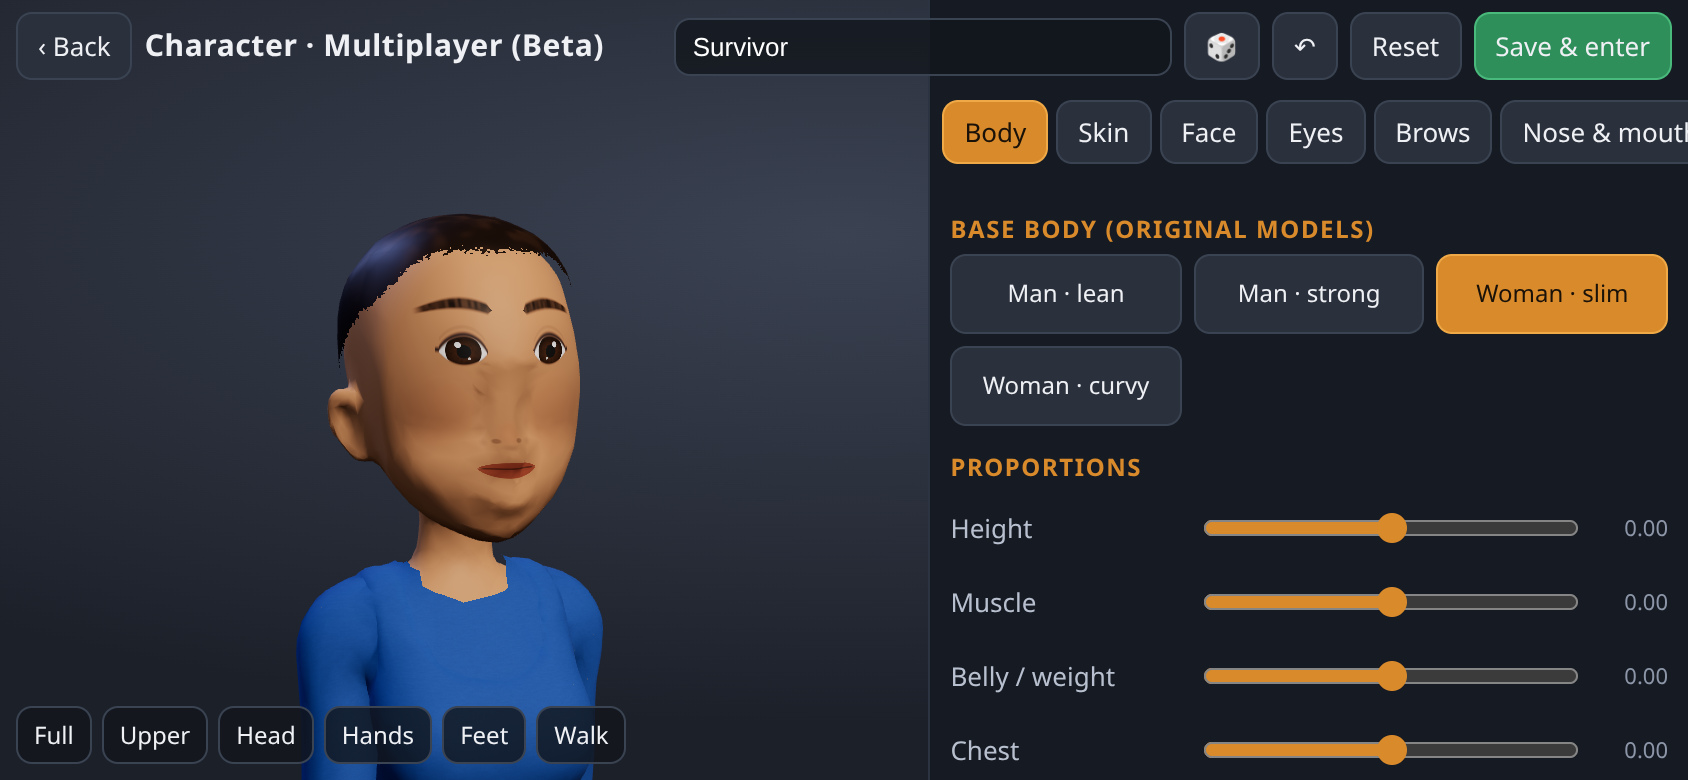 ‹ Back
Character · Multiplayer (Beta)
Survivor
↶
Reset
Save & enter
Body
Skin
Face
Eyes
Brows
Nose & mouth
BASE BODY (ORIGINAL MODELS)
Man · lean
Man · strong
Woman · slim
Woman · curvy
PROPORTIONS
Height 0.00
Muscle 0.00
Belly / weight 0.00
Chest 0.00
Full
Upper
Head
Hands
Feet
Walk